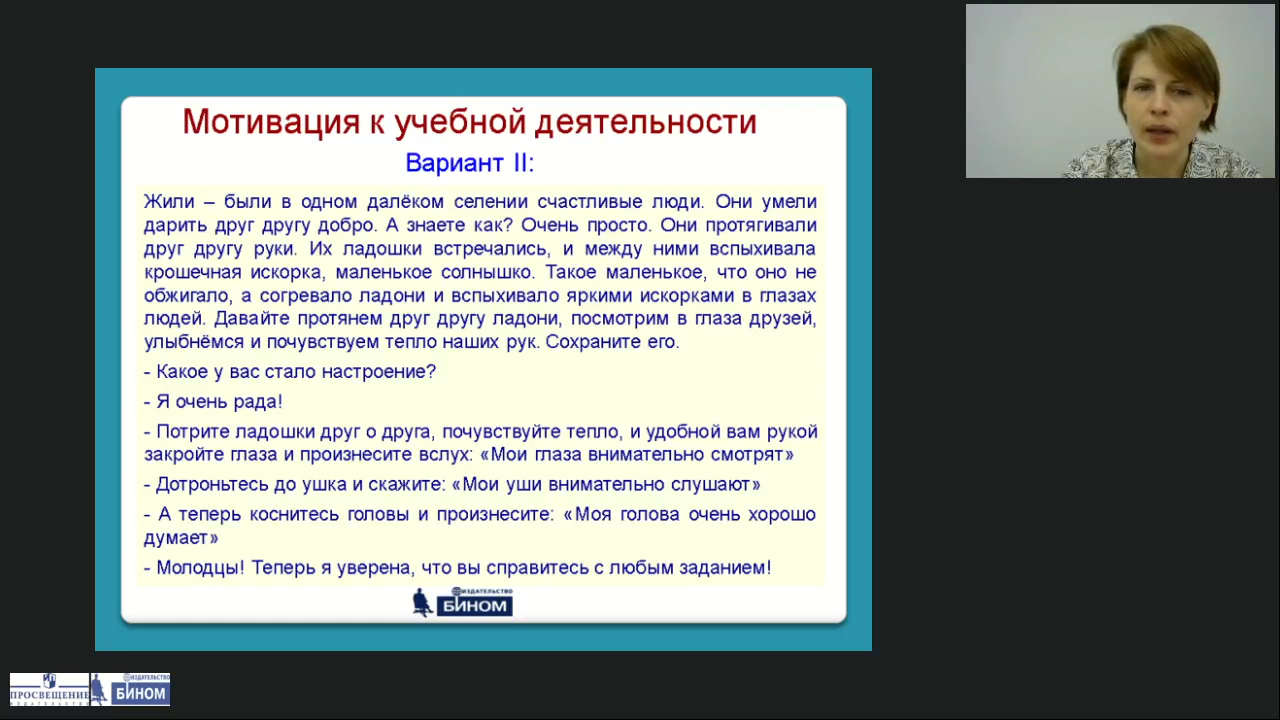 Мотивация к учебной деятельности
Вариант II:
Жили – были в одном далёком селении счастливые люди. Они умели
дарить друг другу добро. А знаете как? Очень просто. Они протягивали
друг другу руки. Их ладошки встречались, и между ними вспыхивала
крошечная искорка, маленькое солнышко. Такое маленькое, что оно не
обжигало, а согревало ладони и вспыхивало яркими искорками в глазах
людей. Давайте протянем друг другу ладони, посмотрим в глаза друзей,
улыбнёмся и почувствуем тепло наших рук. Сохраните его.
- Какое у вас стало настроение?
- Я очень рада!
- Потрите ладошки друг о друга, почувствуйте тепло, и удобной вам рукой
закройте глаза и произнесите вслух: «Мои глаза внимательно смотрят»
- Дотроньтесь до ушка и скажите: «Мои уши внимательно слушают»
- А теперь коснитесь головы и произнесите: «Моя голова очень хорошо
думает»
- Молодцы! Теперь я уверена, что вы справитесь с любым заданием!
ИЗДАТЕЛЬСТВО
БИНОМ
ПРОСВЕЩЕНИЕ
ИЗДАТЕЛЬСТВО
ИЗДАТЕЛЬСТВО
БИНОМ